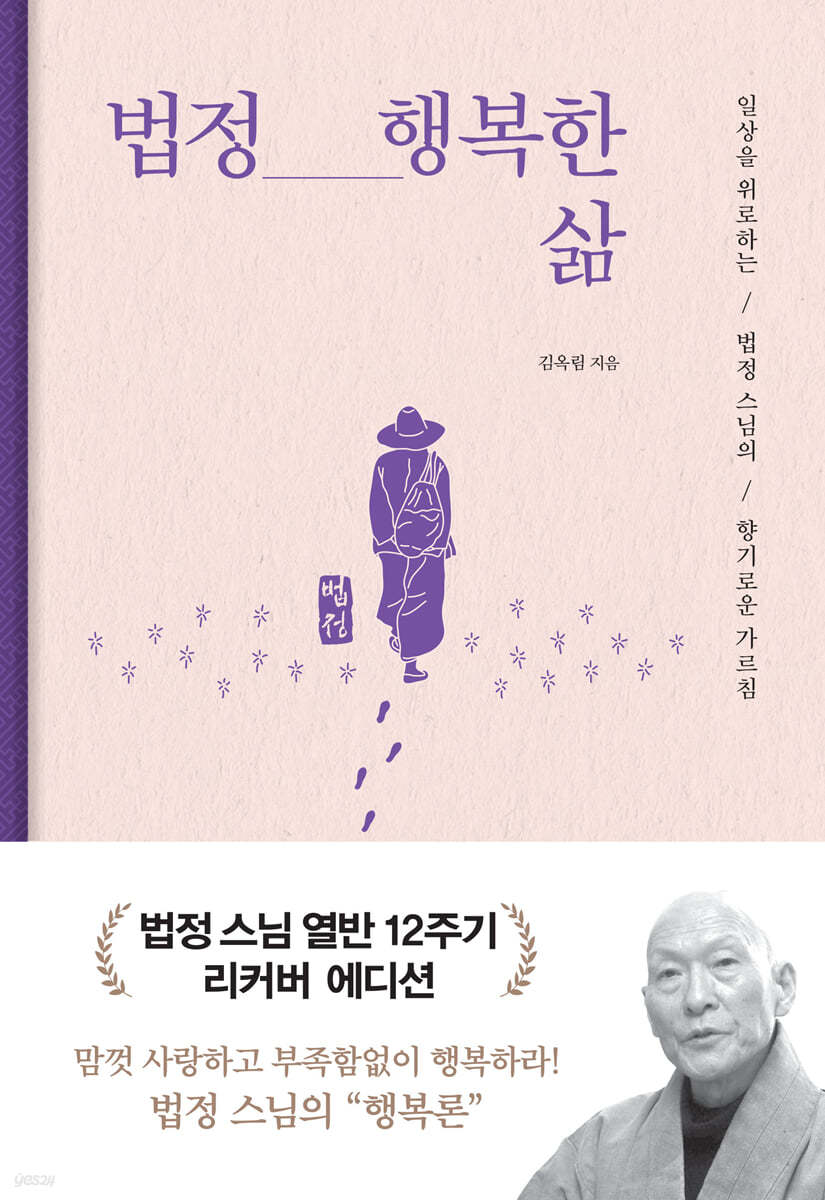 법정 행복한
삶
김옥림 지음
일상을 위로하는 / 법정 스님의 / 향기로운 가르침
법정
법정 스님 열반 12주기
리커버 에디션
맘껏 사랑하고 부족함없이 행복하라!
법정 스님의 “행복론”
yes24